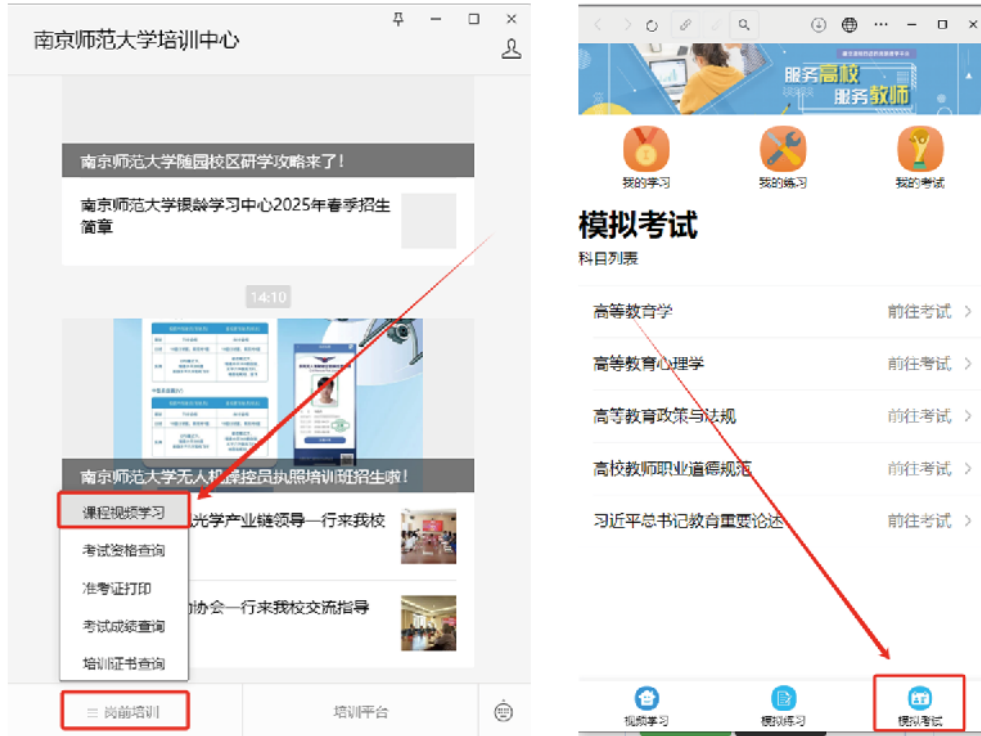 南京师范大学培训中心
南京师范大学随园校区研学攻略来了!
南京师范大学银龄学习中心2025年春季招生
简章
14:10
南京师范大学无人机操控员执照培训班招生啦!
光学产业链领导一行来我校
协会一行来我校交流指导
课程视频学习
考试资格查询
准考证打印
考试成绩查询
培训证书查询
岗前培训
培训平台
服务高校
服务教师
我的学习
我的练习
我的考试
模拟考试
科目列表
高等教育学
前往考试
高等教育心理学
前往考试
高等教育政策与法规
前往考试
高校教师职业道德规范
前往考试
习近平总书记教育重要论述
前往考试
视频学习
模拟练习
模拟考试